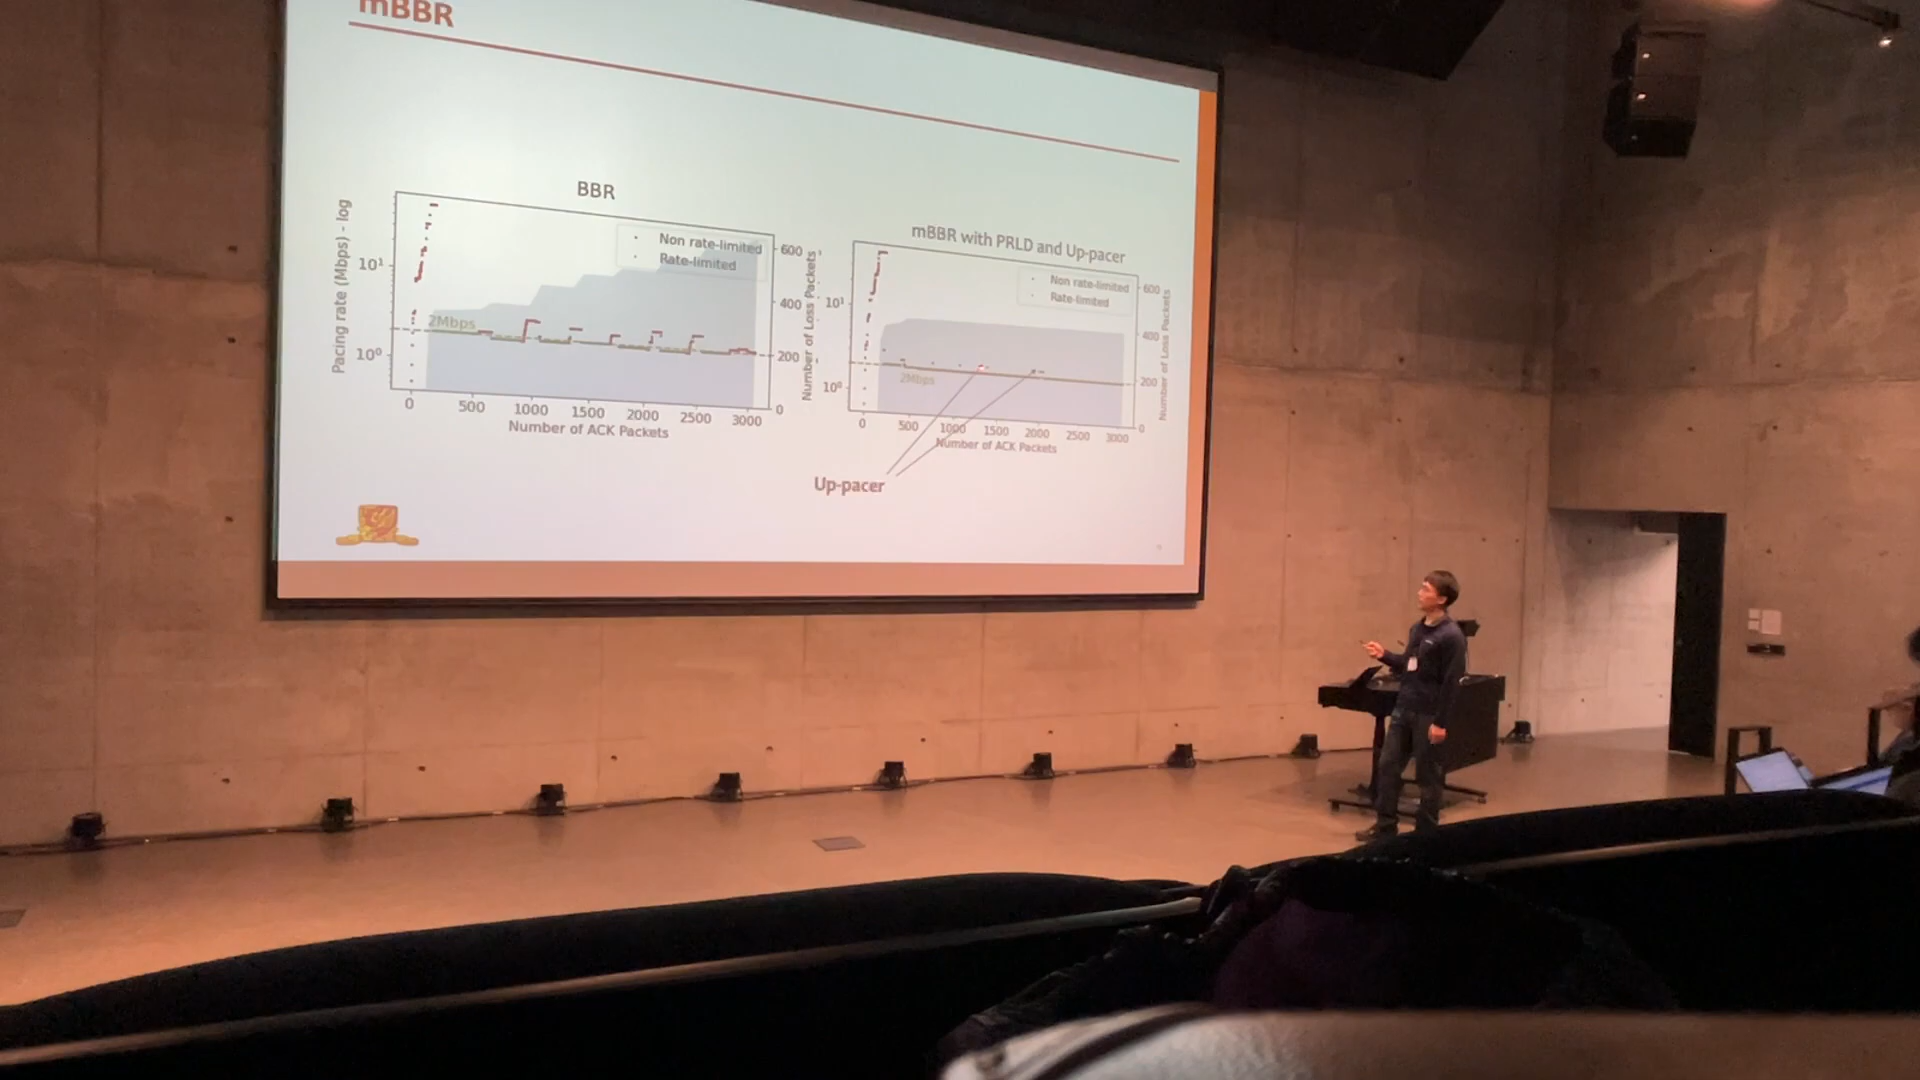 mBBR
BBR
Pacing rate (Mbps) - log
10¹
10⁰
Non rate-limited
Rate-limited
2Mbps
600
400
200
0
Number of Loss Packets
0 500 1000 1500 2000 2500 3000
Number of ACK Packets
mBBR with PRLD and Up-pacer
10¹
10⁰
Non rate-limited
Rate-limited
2Mbps
600
400
200
0
Number of Loss Packets
0 500 1000 1500 2000 2500 3000
Number of ACK Packets
Up-pacer